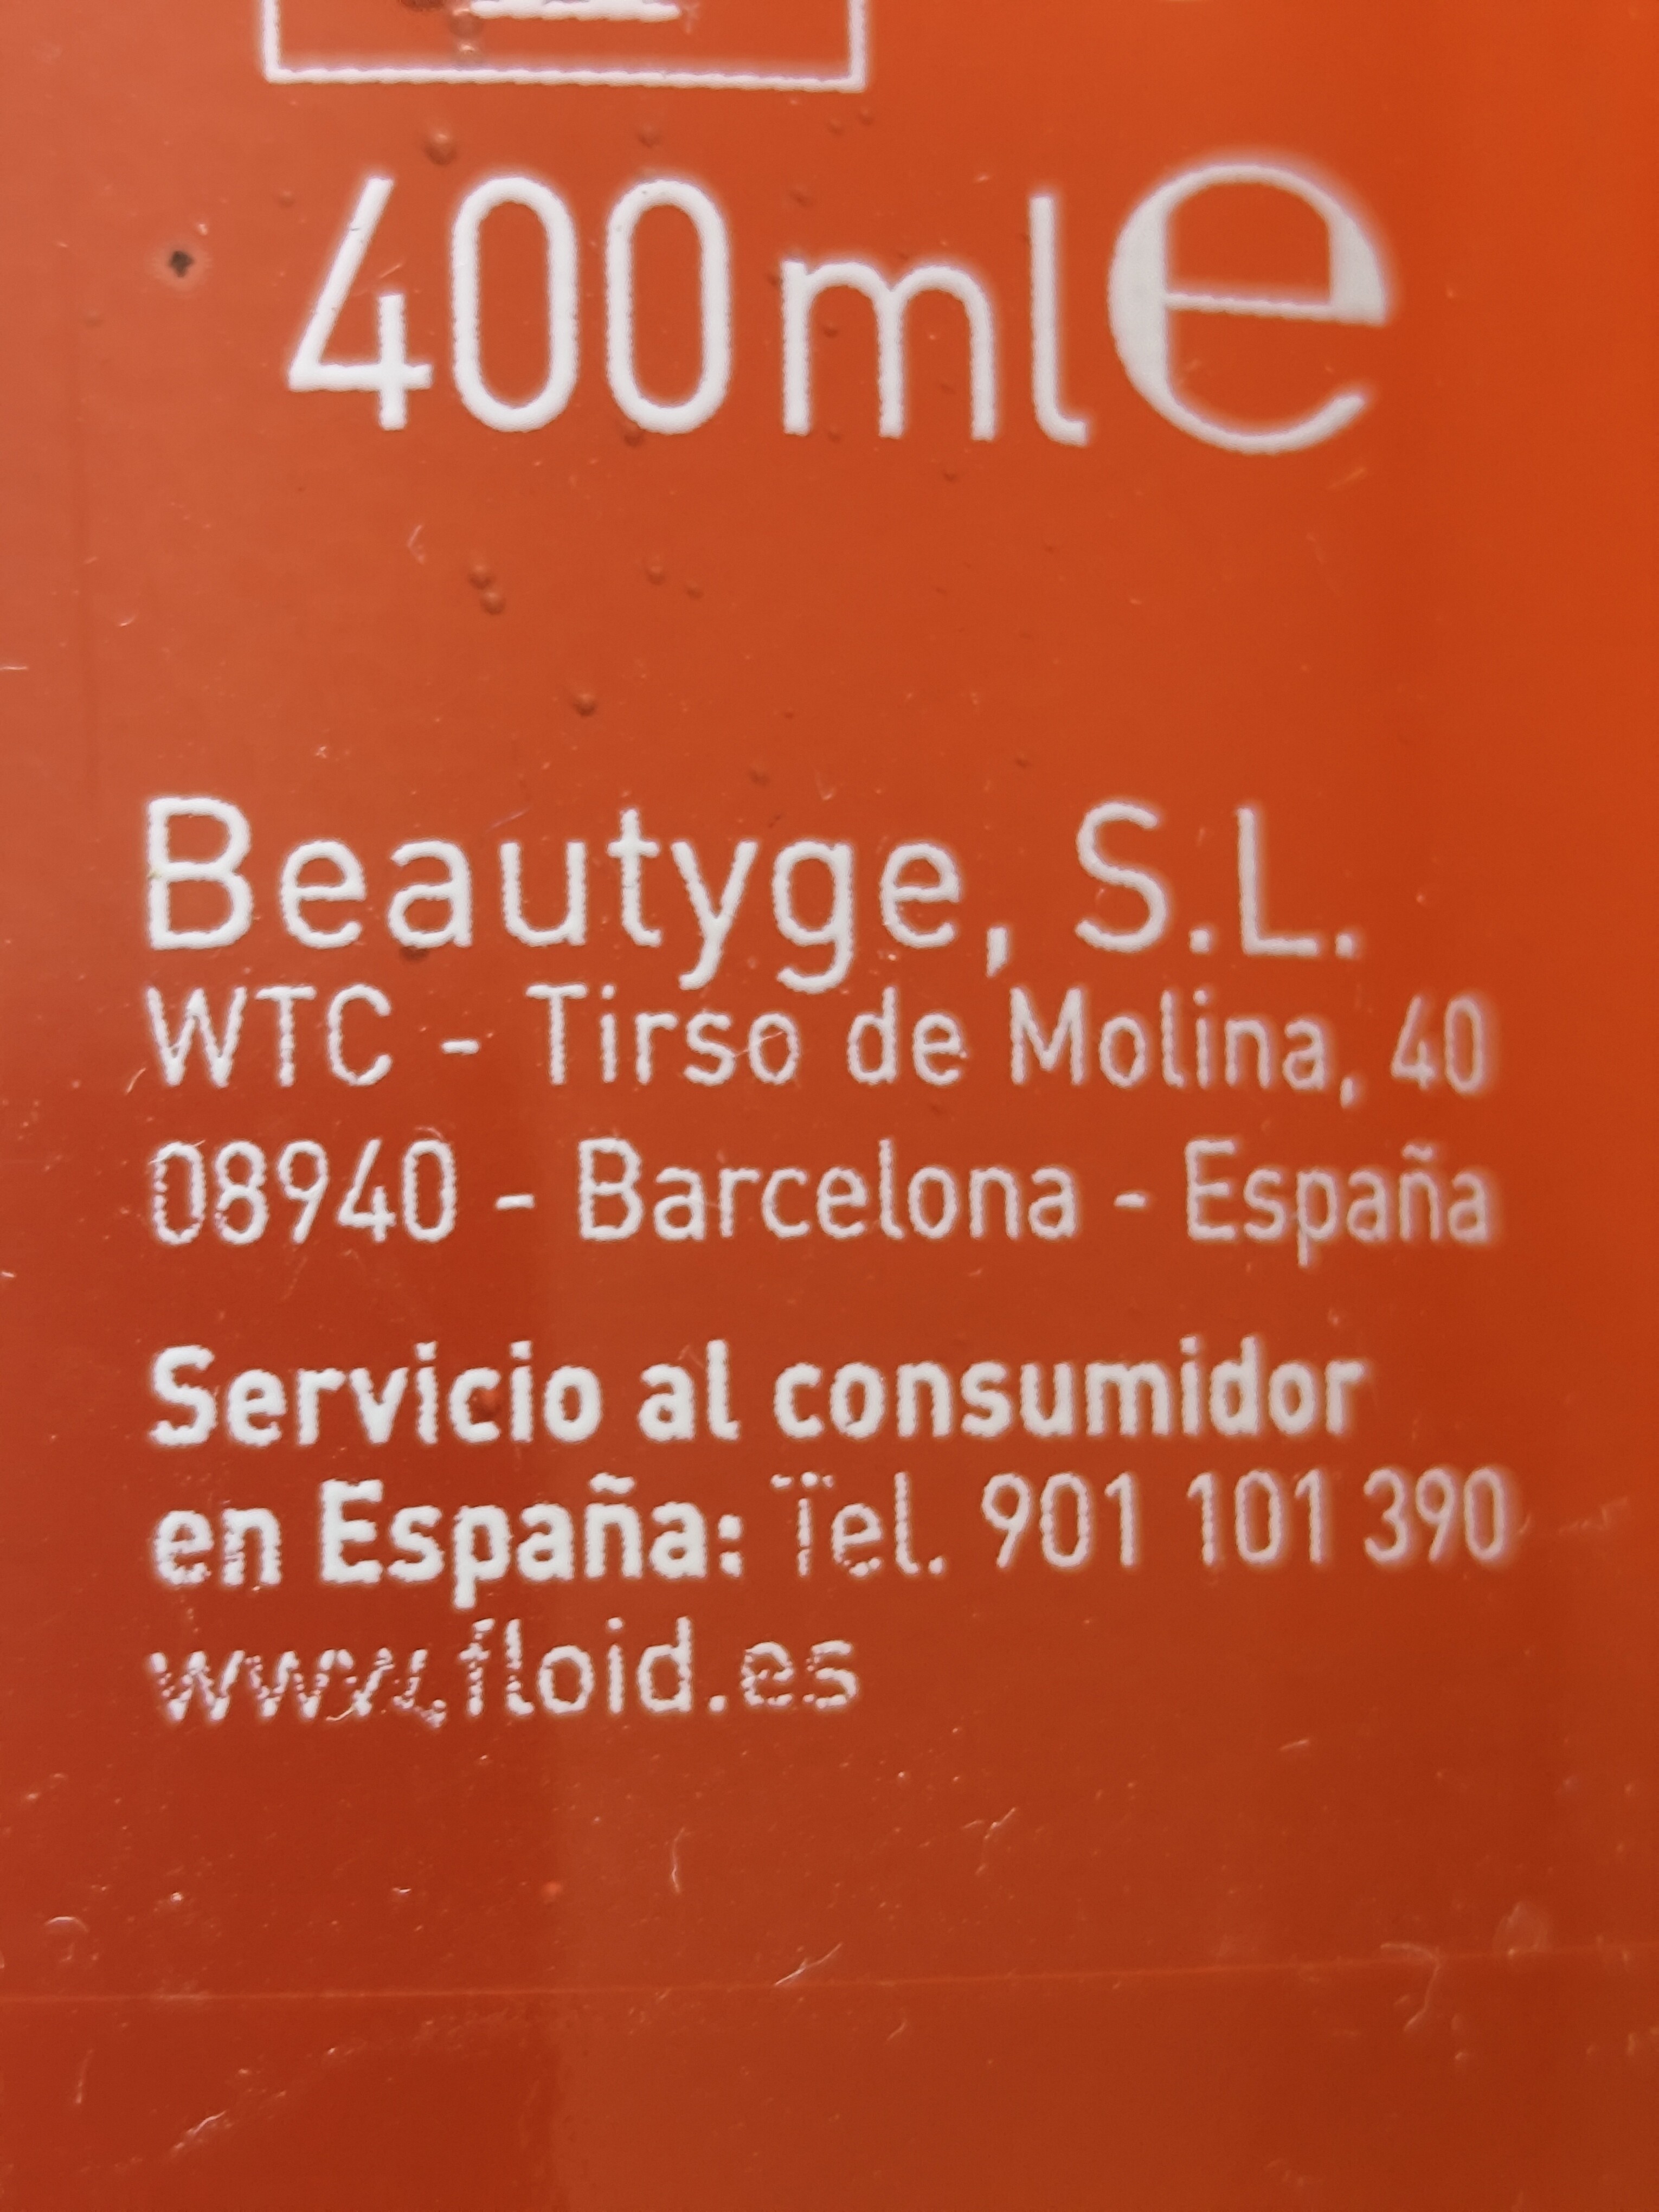 400ml℮
Beautyge, S.L.
WTC - Tirso de Molina, 40
08940 - Barcelona - España
Servicio al consumidor
en España: Tel. 901 101 390
www.floid.es